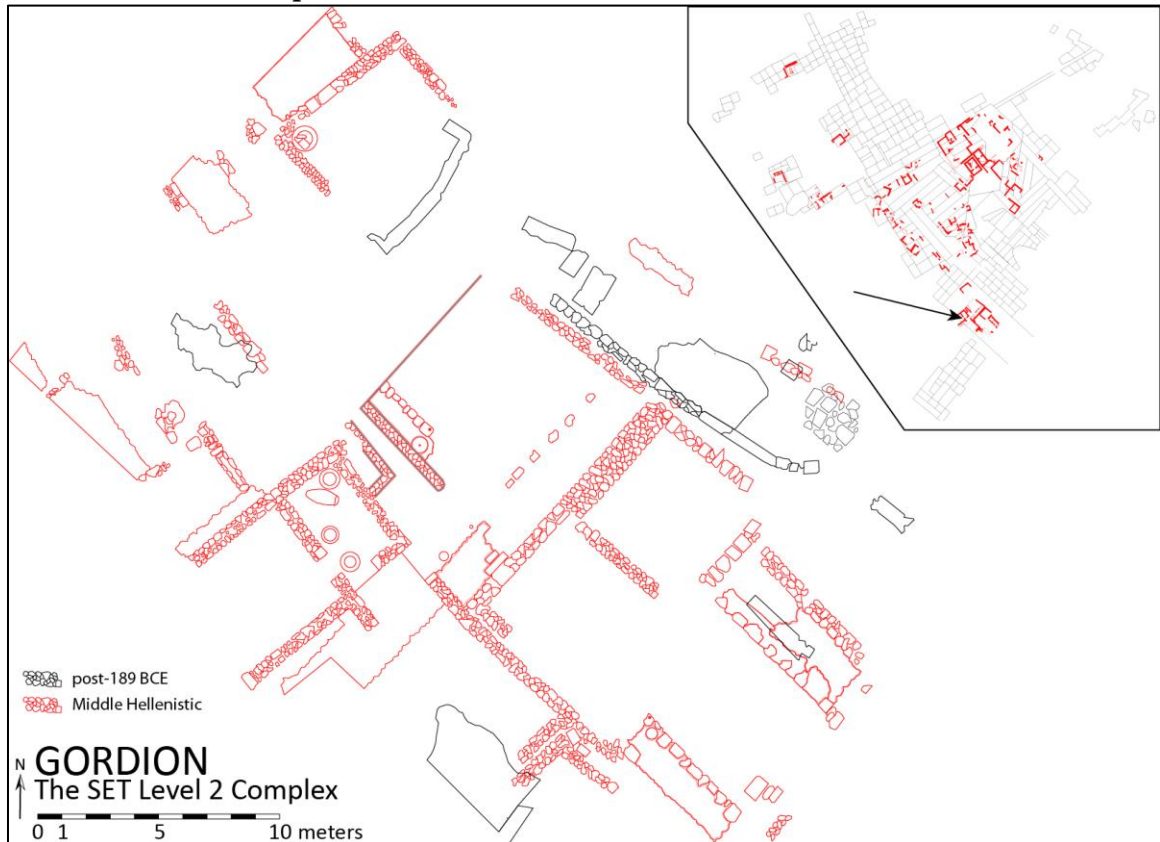 post-189 BCE
Middle Hellenistic
GORDION
N
The SET Level 2 Complex
0 1 5 10 meters